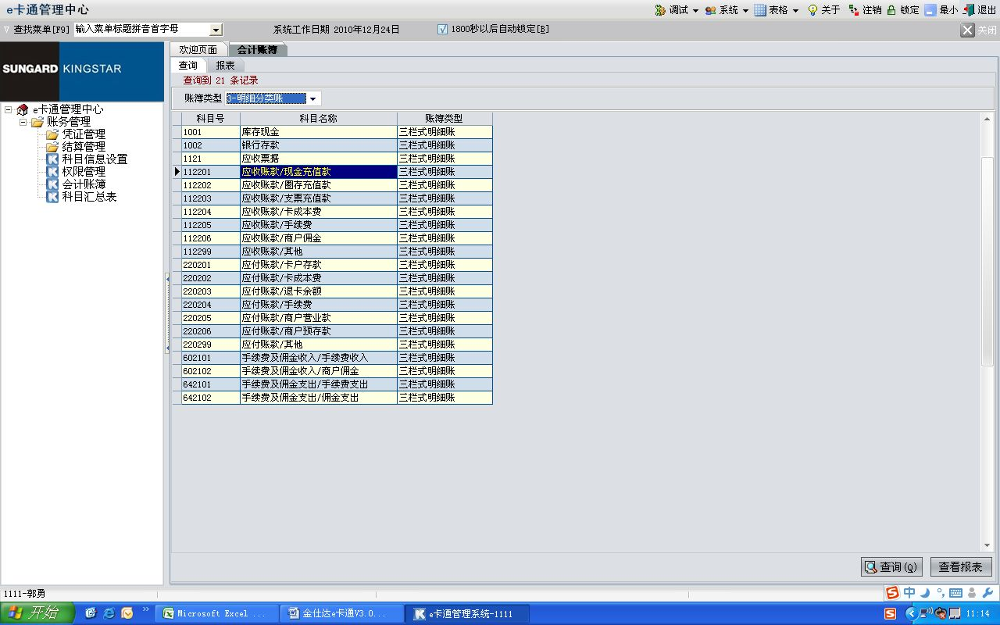 e卡通管理中心 调试 系统 表格 关于 注销 锁定 最小 退出
查找菜单[F9] 输入菜单标题拼音首字母 系统工作日期 2010年12月24日 1800秒以后自动锁定[B] 关闭
SUNGARD KINGSTAR
e卡通管理中心
账务管理
凭证管理
结算管理
科目信息设置
权限管理
会计账簿
科目汇总表
欢迎页面 会计账簿
查询 报表
查询到 21 条记录
账簿类型 3-明细分类账
科目号 科目名称 账簿类型
1001 库存现金 三栏式明细账
1002 银行存款 三栏式明细账
1121 应收票据 三栏式明细账
112201 应收账款/现金充值款 三栏式明细账
112202 应收账款/圈存充值款 三栏式明细账
112203 应收账款/支票充值款 三栏式明细账
112204 应收账款/卡成本费 三栏式明细账
112205 应收账款/手续费 三栏式明细账
112206 应收账款/商户佣金 三栏式明细账
112299 应收账款/其他 三栏式明细账
220201 应付账款/卡户存款 三栏式明细账
220202 应付账款/卡成本费 三栏式明细账
220203 应付账款/退卡余额 三栏式明细账
220204 应付账款/手续费 三栏式明细账
220205 应付账款/商户营业款 三栏式明细账
220206 应付账款/商户预存款 三栏式明细账
220299 应付账款/其他 三栏式明细账
602101 手续费及佣金收入/手续费收入 三栏式明细账
602102 手续费及佣金收入/商户佣金 三栏式明细账
642101 手续费及佣金支出/手续费支出 三栏式明细账
642102 手续费及佣金支出/佣金支出 三栏式明细账
查询(Q) 查看报表
1111-郭勇 中
开始 Microsoft Excel ... 金仕达e卡通V3.0... e卡通管理系统-1111 11:14